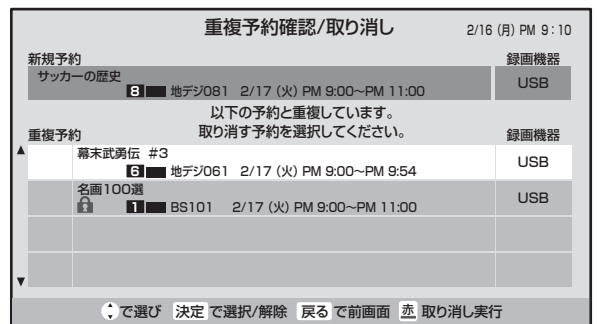 重複予約確認/取り消し 2/16 (月) PM 9:10
新規予約 録画機器
サッカーの歴史
8 地デジ081 2/17 (火) PM 9:00~PM 11:00 USB
以下の予約と重複しています。
取り消す予約を選択してください。
重複予約 録画機器
幕末武勇伝 #3
6 地デジ061 2/17 (火) PM 9:00~PM 9:54 USB
名画100選
1 BS101 2/17 (火) PM 9:00~PM 11:00 USB
で選び 決定 で選択/解除 戻る で前画面 赤 取り消し実行